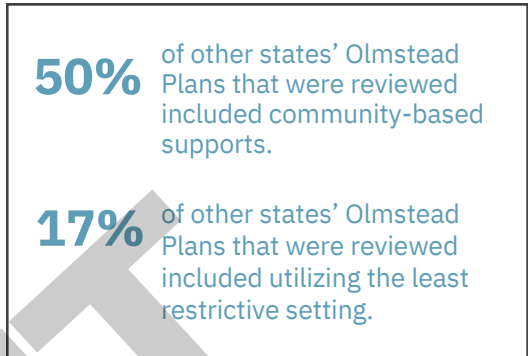 50% of other states’ Olmstead
Plans that were reviewed
included community-based
supports.
17% of other states’ Olmstead
Plans that were reviewed
included utilizing the least
restrictive setting.